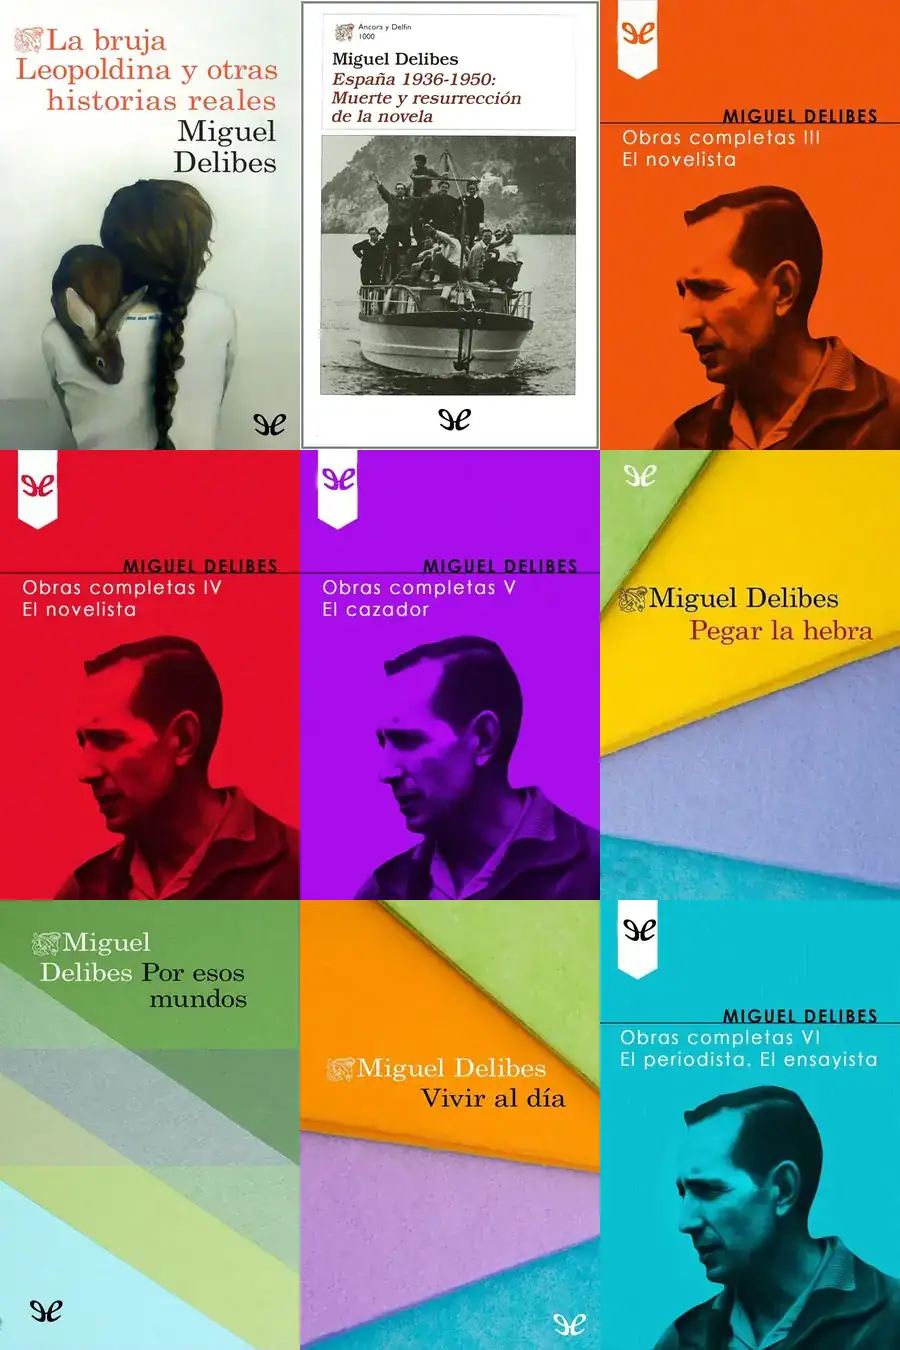 La bruja
Leopoldina y otras
historias reales
Miguel
Delibes
Áncora y Delfín
1000
Miguel Delibes
España 1936-1950:
Muerte y resurrección
de la novela
MIGUEL DELIBES
Obras completas III
El novelista
MIGUEL DELIBES
Obras completas IV
El novelista
MIGUEL DELIBES
Obras completas V
El cazador
Miguel Delibes
Pegar la hebra
Miguel
Delibes Por esos
mundos
Miguel Delibes
Vivir al día
MIGUEL DELIBES
Obras completas VI
El periodista. El ensayista